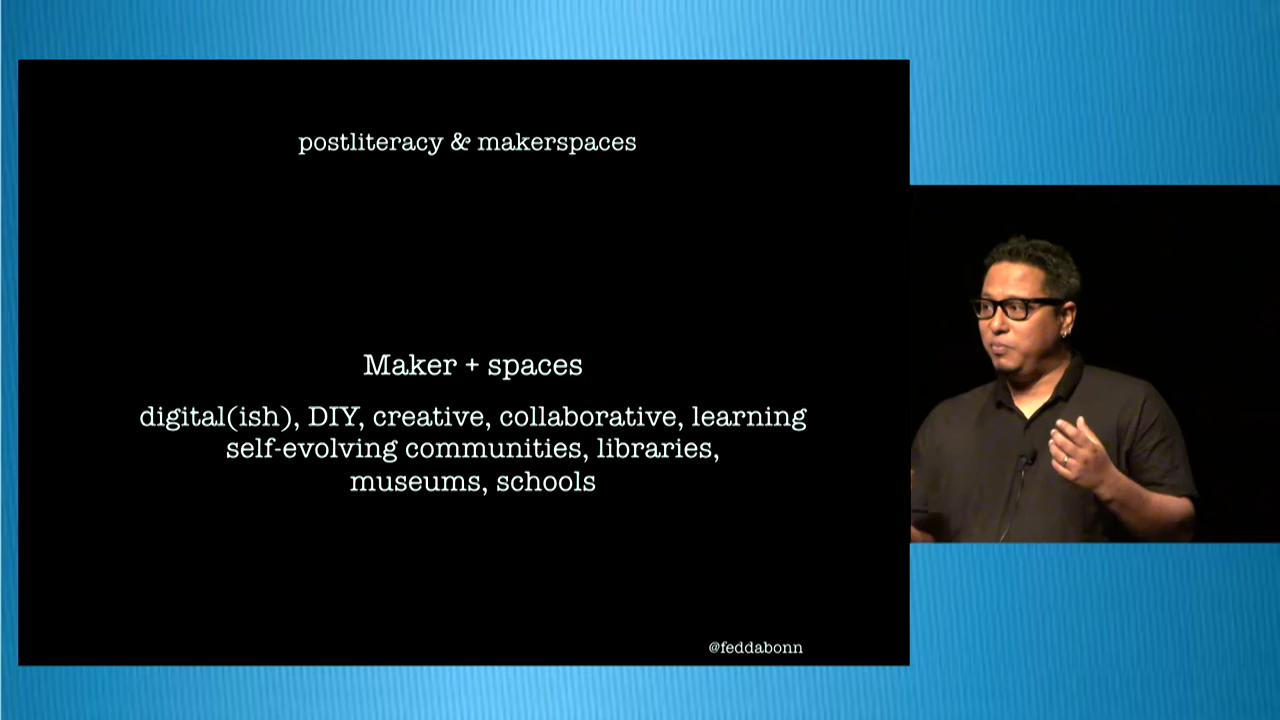 postliteracy & makerspaces
Maker + spaces
digital(ish), DIY, creative, collaborative, learning
self-evolving communities, libraries,
museums, schools
@feddabonn